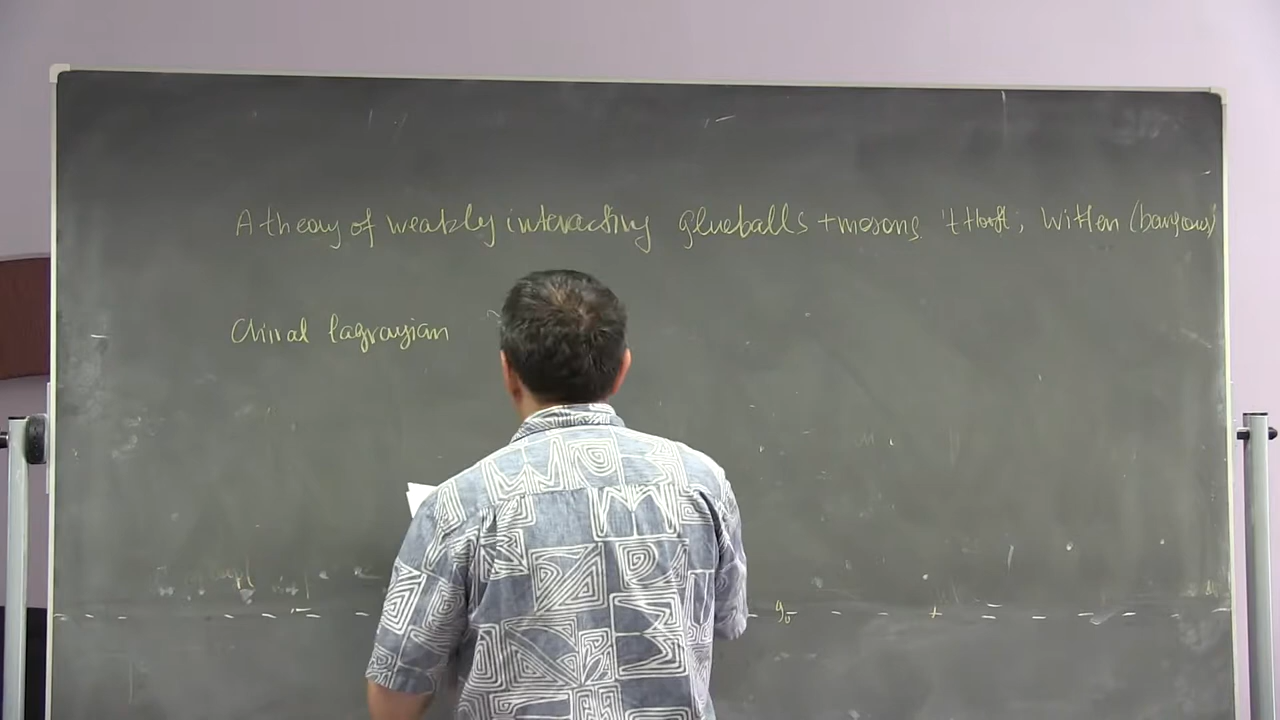 A theory of weakly interacting glueballs + mesons 't Hooft; Witten (baryons)
Chiral lagrangian